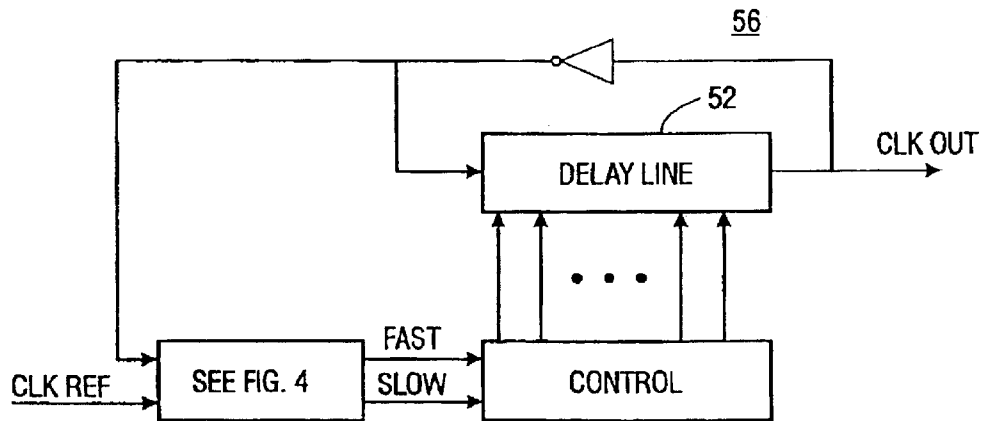 56
52
CLK OUT
DELAY LINE
FAST
SLOW
CLK REF
SEE FIG. 4
CONTROL